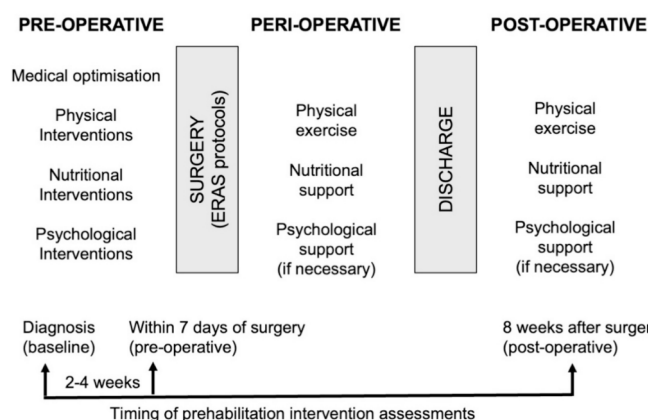 PRE-OPERATIVE
PERI-OPERATIVE
POST-OPERATIVE
Medical optimisation
Physical
Interventions
Nutritional
Interventions
Psychological
Interventions
SURGERY
(ERAS protocols)
Physical
exercise
Nutritional
support
Psychological
support
(if necessary)
DISCHARGE
Physical
exercise
Nutritional
support
Psychological
support
(if necessary)
Diagnosis
(baseline)
Within 7 days of surgery
(pre-operative)
8 weeks after surger
(post-operative)
2-4 weeks
Timing of prehabilitation intervention assessments